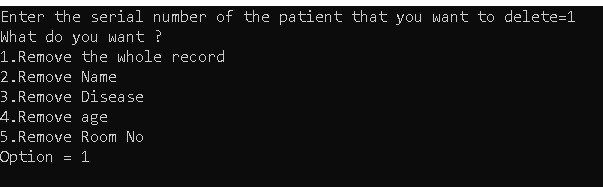 Enter the serial number of the patient that you want to delete=1
What do you want ?
1.Remove the whole record
2.Remove Name
3.Remove Disease
4.Remove age
5.Remove Room No
Option = 1